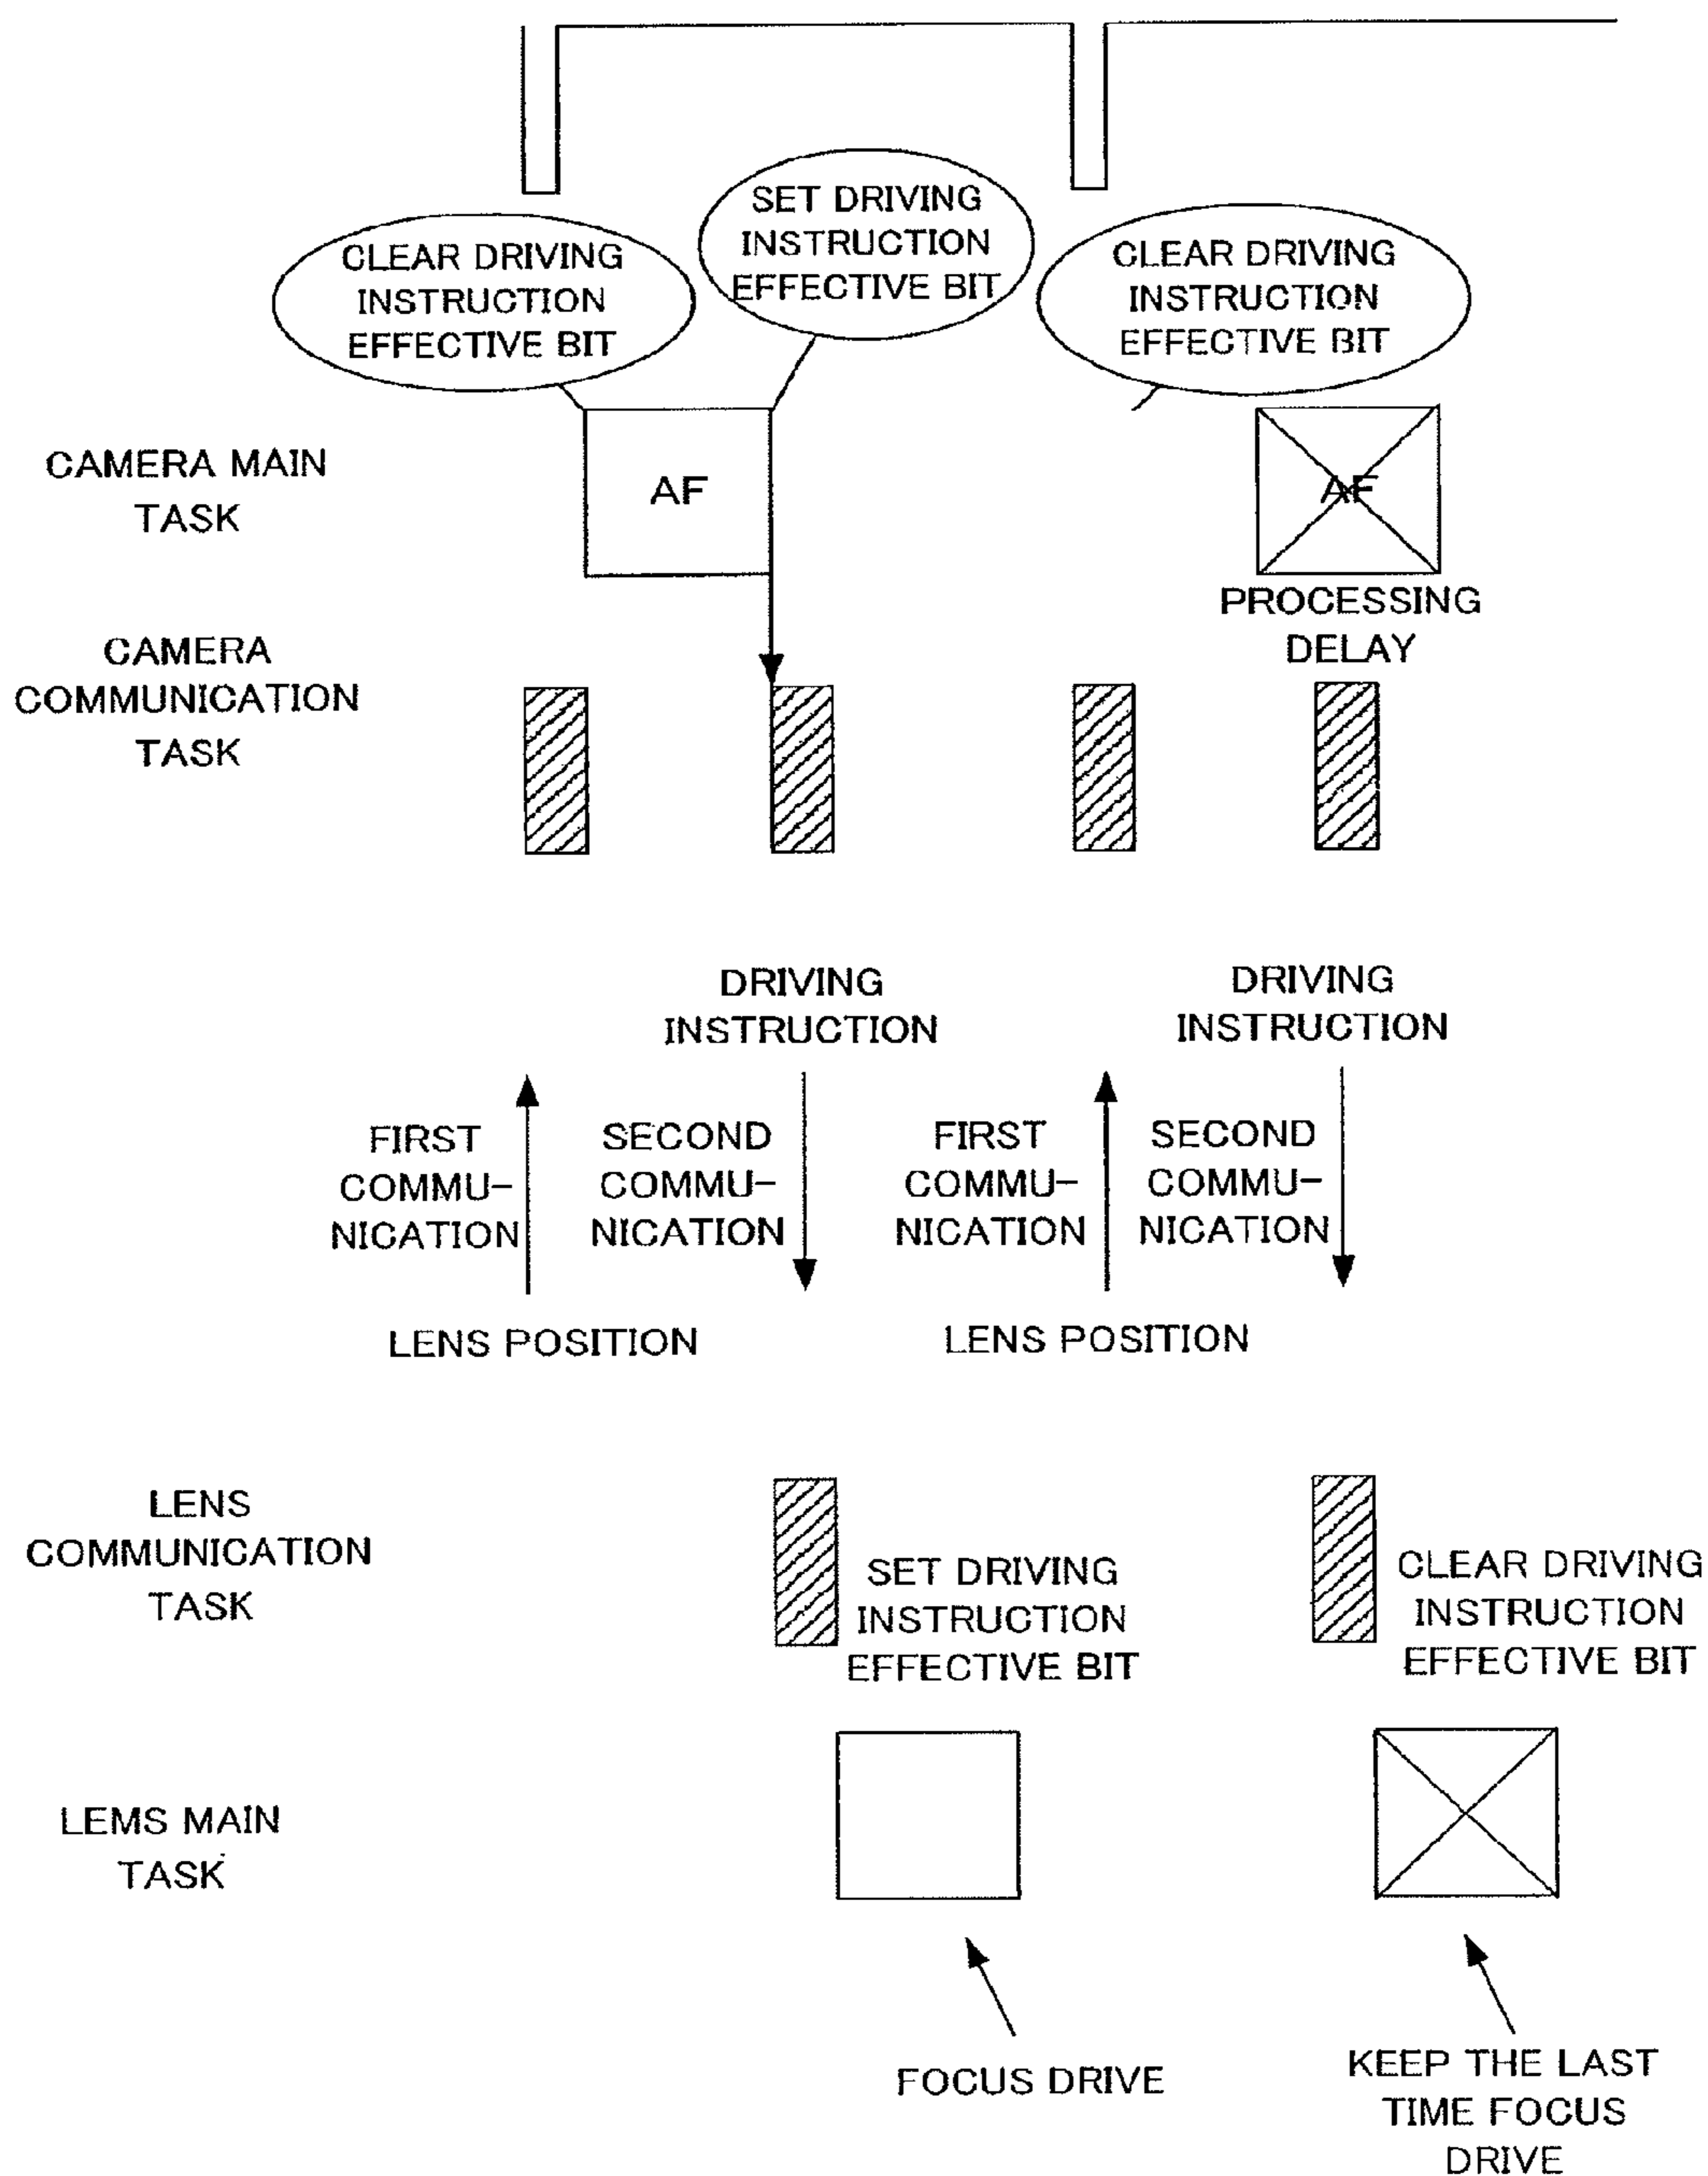 CLEAR DRIVING
INSTRUCTION
EFFECTIVE BIT
SET DRIVING
INSTRUCTION
EFFECTIVE BIT
CLEAR DRIVING
INSTRUCTION
EFFECTIVE BIT
CAMERA MAIN
TASK
AF
AF
PROCESSING
DELAY
CAMERA
COMMUNICATION
TASK
DRIVING
INSTRUCTION
DRIVING
INSTRUCTION
FIRST
COMMU-
NICATION
SECOND
COMMU-
NICATION
FIRST
COMMU-
NICATION
SECOND
COMMU-
NICATION
LENS POSITION
LENS POSITION
LENS
COMMUNICATION
TASK
SET DRIVING
INSTRUCTION
EFFECTIVE BIT
CLEAR DRIVING
INSTRUCTION
EFFECTIVE BIT
LEMS MAIN
TASK
FOCUS DRIVE
KEEP THE LAST
TIME FOCUS
DRIVE